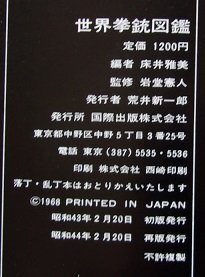 世界拳銃図鑑
定価 1200円
編者 床井雅美
監修 岩堂憲人
発行者 荒井新一郎
発行所 国際出版株式会社
東京都中野区中野5丁目3番25号
電話 東京 (387) 5535・5536
印刷 株式会社 西崎印刷
落丁・乱丁本はおとりかえいたします
©1968 PRINTED IN JAPAN
昭和43年2月20日 初版発行
昭和44年2月20日 再版発行
不許複製